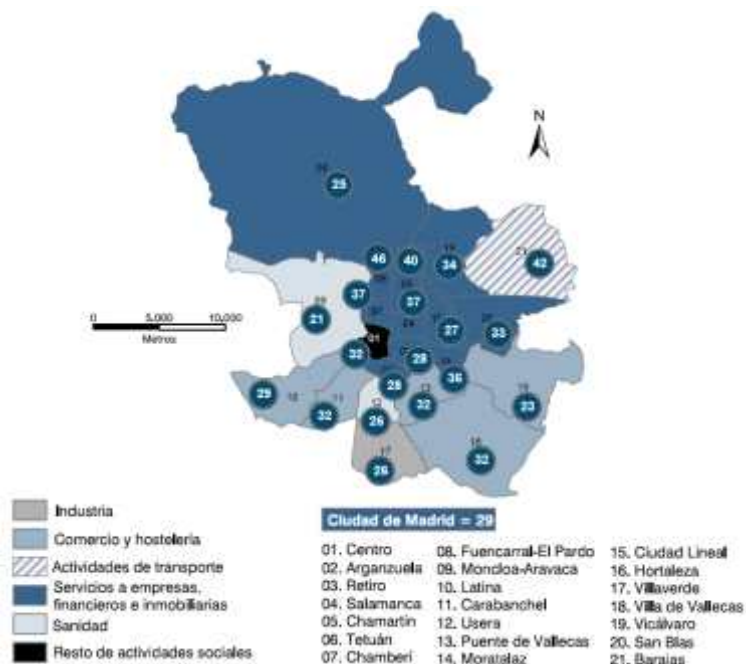 N
25
46
40
34
21
42
37
37
09
21
0 5,000 10,000
Metros
27
33
01
32
28
29
10
11
28
36
32
32
23
26
17
32
26
Industria
Comercio y hostelería
Actividades de transporte
Servicios a empresas,
financieros e inmobiliarias
Sanidad
Resto de actividades sociales
Ciudad de Madrid = 29
01. Centro
02. Arganzuela
03. Retiro
04. Salamanca
05. Chamartín
06. Tetuán
07. Chamberí
08. Fuencarral-El Pardo
09. Moncloa-Aravaca
10. Latina
11. Carabanchel
12. Usera
13. Puente de Vallecas
14. Moratalaz
15. Ciudad Lineal
16. Hortaleza
17. Villaverde
18. Villa de Vallecas
19. Vicálvaro
20. San Blas
21. Barajas